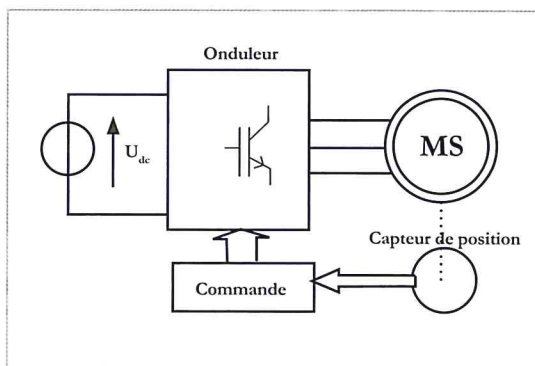 Onduleur
U_dc
MS
Capteur de position
Commande